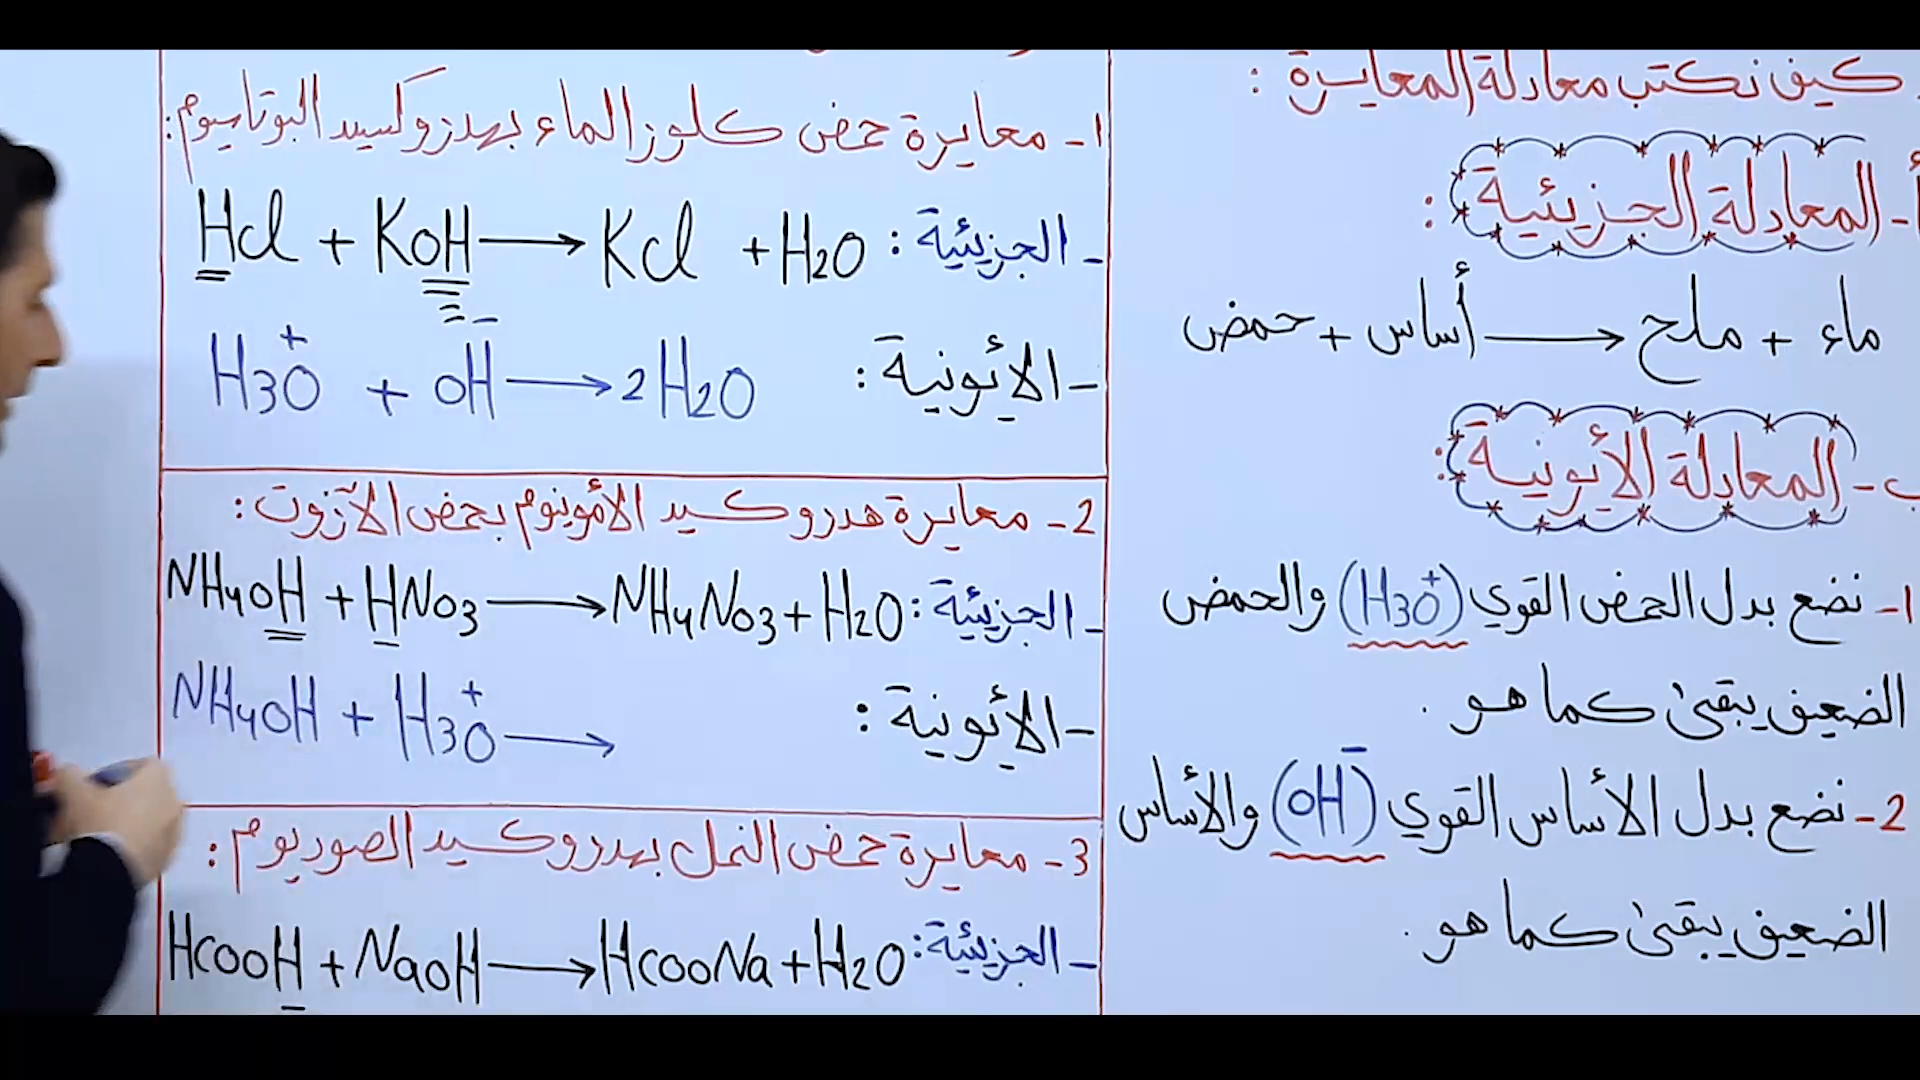 كيف نكتب معادلة المعايرة :
أ- المعادلة الجزيئية :
حمض + أساس → ملح + ماء
ب- المعادلة الأيونية :
1- نضع بدل الحمض القوي (H3O+) والحمض
الضعيف يبقى كما هو .
2- نضع بدل الأساس القوي (OH-) والأساس
الضعيف يبقى كما هو .
1- معايرة حمض كلور الماء بهدروكسيد البوتاسيوم :
- الجزيئية : HCl + KOH → KCl + H2O
- الأيونية : H3O+ + OH- → 2H2O
2- معايرة هدروكسيد الأمونيوم بحمض الآزوت :
- الجزيئية : NH4OH + HNO3 → NH4NO3 + H2O
- الأيونية : NH4OH + H3O+ →
3- معايرة حمض النمل بهدروكسيد الصوديوم :
- الجزيئية : HCOOH + NaOH → HCOONa + H2O